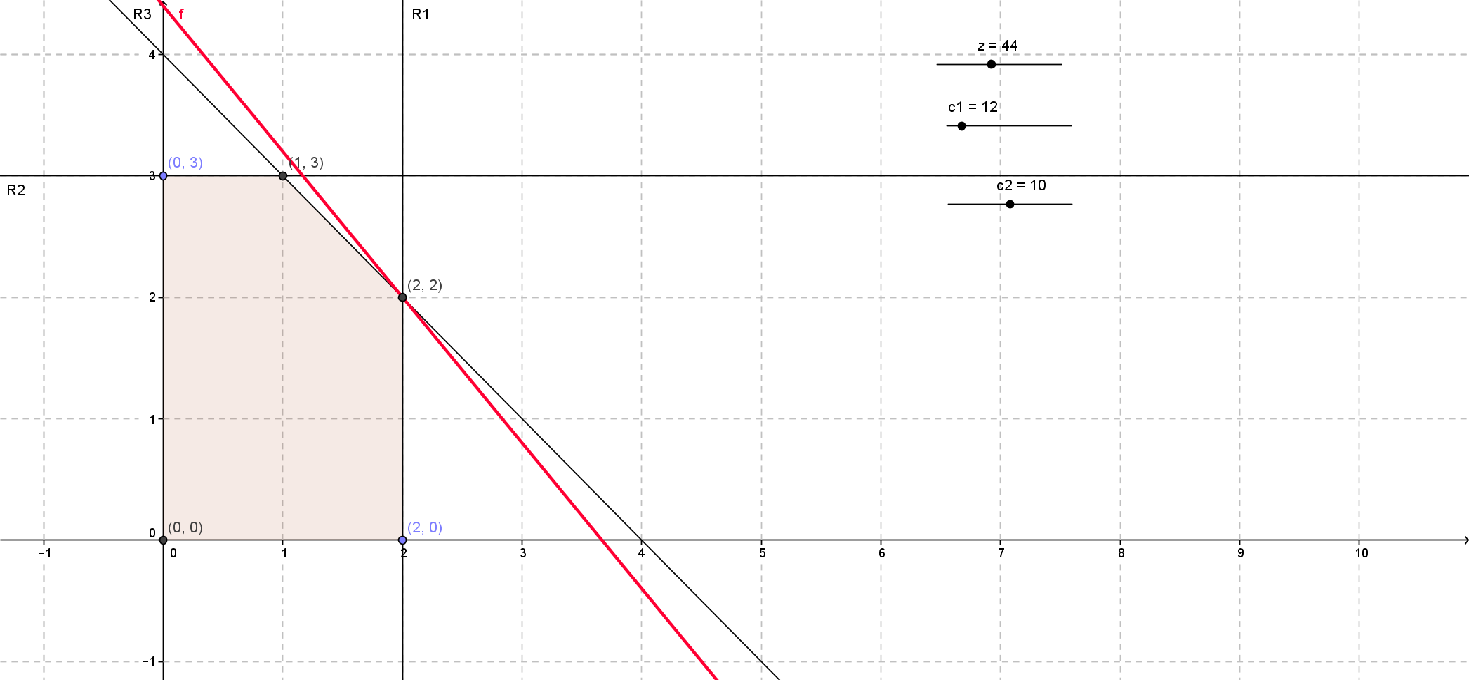 R3
f
R1
z = 44
4
c1 = 12
(0, 3)
(1, 3)
3
R2
c2 = 10
(2, 2)
2
1
(0, 0)
(2, 0)
0
−1 0 1 2 3 4 5 6 7 8 9 10
−1